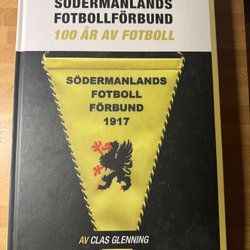 SÖDERMANLANDS
FOTBOLLFÖRBUND
100 ÅR AV FOTBOLL
SÖDERMANLANDS
FOTBOLL
FÖRBUND
1917
AV CLAS GLENNING